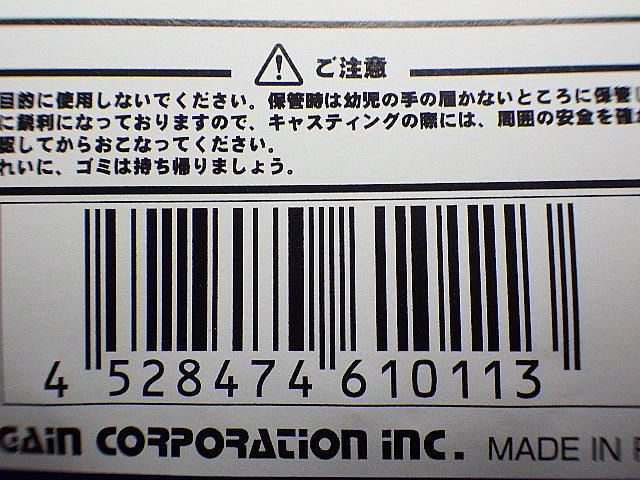 ご注意
目的に使用しないでください。保管時は幼児の手の届かないところに保管し
に鋭利になっておりますので、キャスティングの際には、周囲の安全を確か
認してからおこなってください。
れいに、ゴミは持ち帰りましょう。
4 528474 610113
GAIN CORPORATION INC. MADE IN